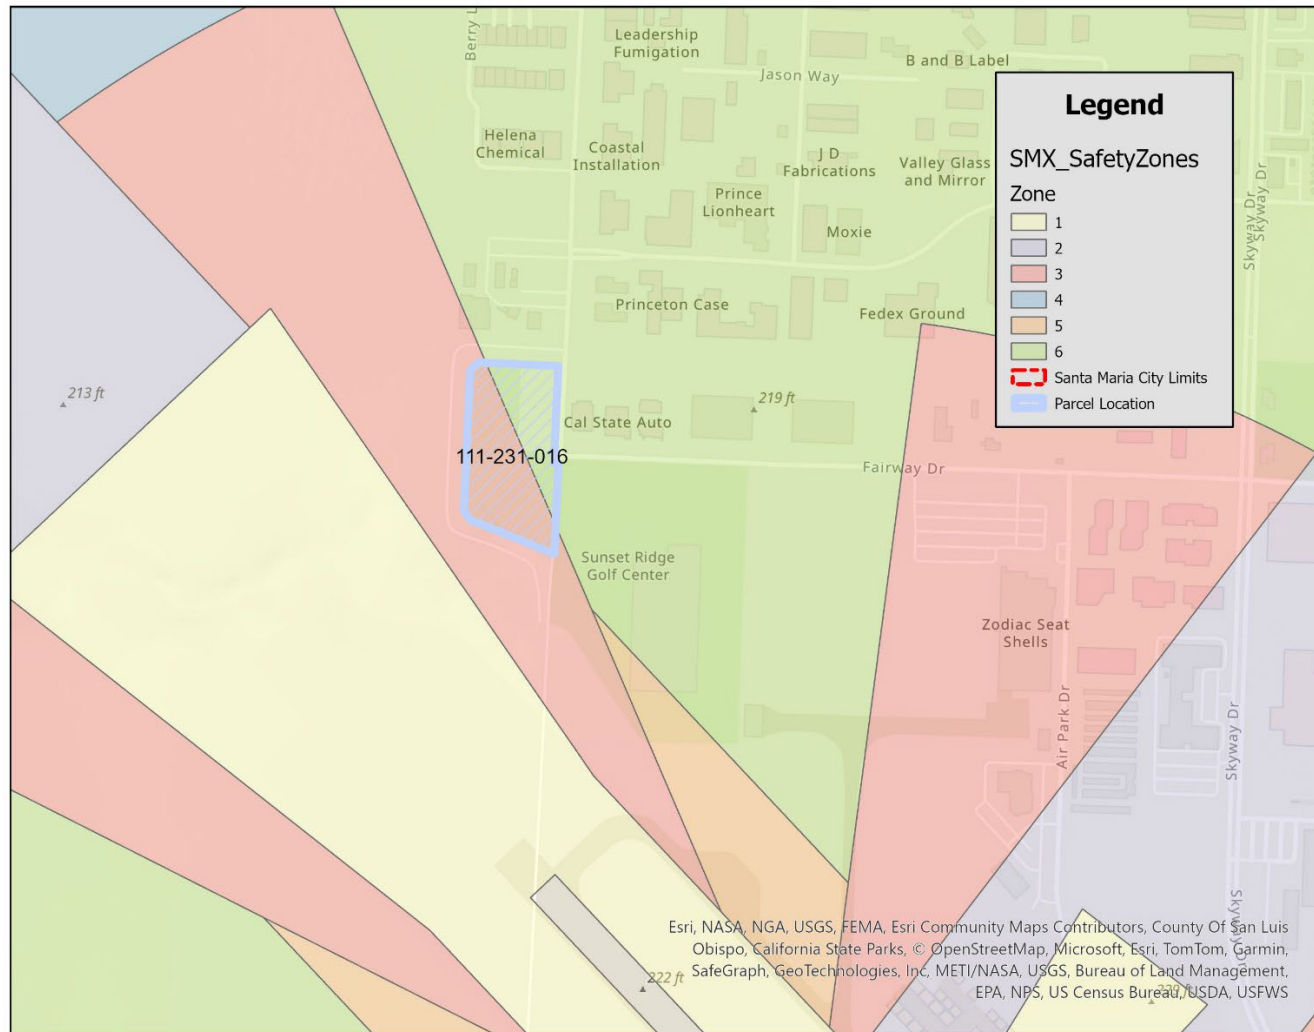 Berry L
Leadership
Fumigation
Jason Way
B and B Label
Legend
SMX_SafetyZones
Zone
1
2
3
4
5
6
Santa Maria City Limits
Parcel Location
Helena
Chemical
Coastal
Installation
J D
Fabrications
Valley Glass
and Mirror
Prince
Lionheart
Moxie
Skyway Dr
Skyway Dr
Princeton Case
Fedex Ground
213 ft
219 ft
Cal State Auto
111-231-016
Fairway Dr
Sunset Ridge
Golf Center
Zodiac Seat
Shells
Air Park Dr
Skyway Dr
Skyway Dr
222 ft
229 ft
Esri, NASA, NGA, USGS, FEMA, Esri Community Maps Contributors, County Of San Luis
Obispo, California State Parks, © OpenStreetMap, Microsoft, Esri, TomTom, Garmin,
SafeGraph, GeoTechnologies, Inc, METI/NASA, USGS, Bureau of Land Management,
EPA, NPS, US Census Bureau, USDA, USFWS